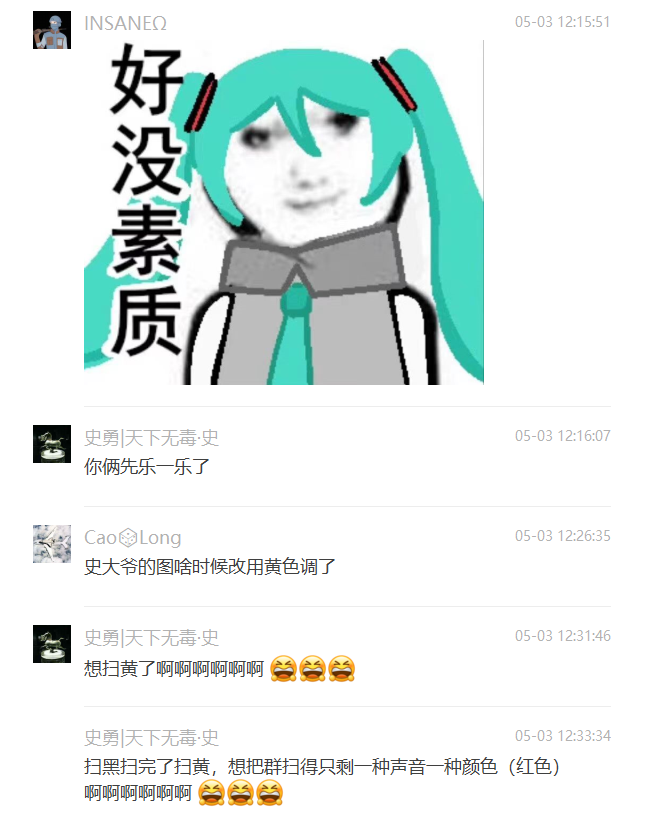 INSANEΩ
05-03 12:15:51
好没素质
史勇|天下无毒·史
05-03 12:16:07
你俩先乐一乐了
Cao🎲Long
05-03 12:26:35
史大爷的图啥时候改用黄色调了
史勇|天下无毒·史
05-03 12:31:46
想扫黄了啊啊啊啊啊啊 😆😆😆
史勇|天下无毒·史
05-03 12:33:34
扫黑扫完了扫黄，想把群扫得只剩一种声音一种颜色（红色）
啊啊啊啊啊啊 😆😆😆